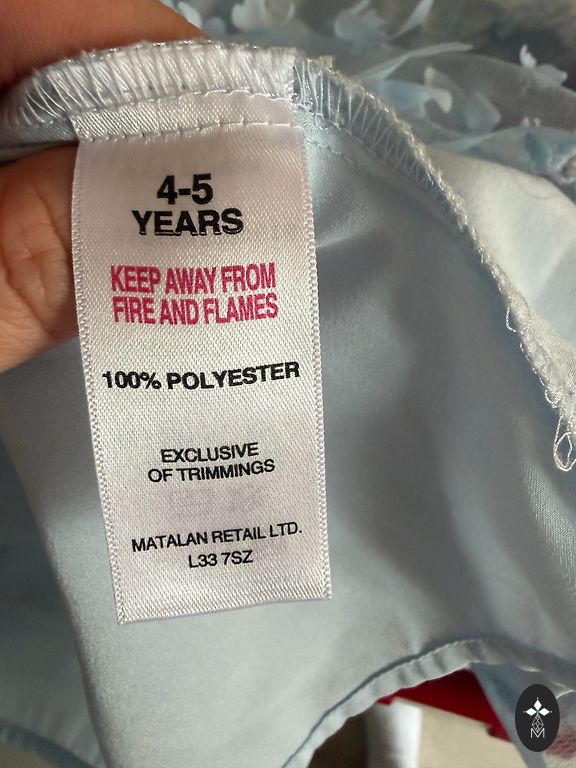 4-5
YEARS
KEEP AWAY FROM
FIRE AND FLAMES
100% POLYESTER
EXCLUSIVE
OF TRIMMINGS
MATALAN RETAIL LTD.
L33 7SZ